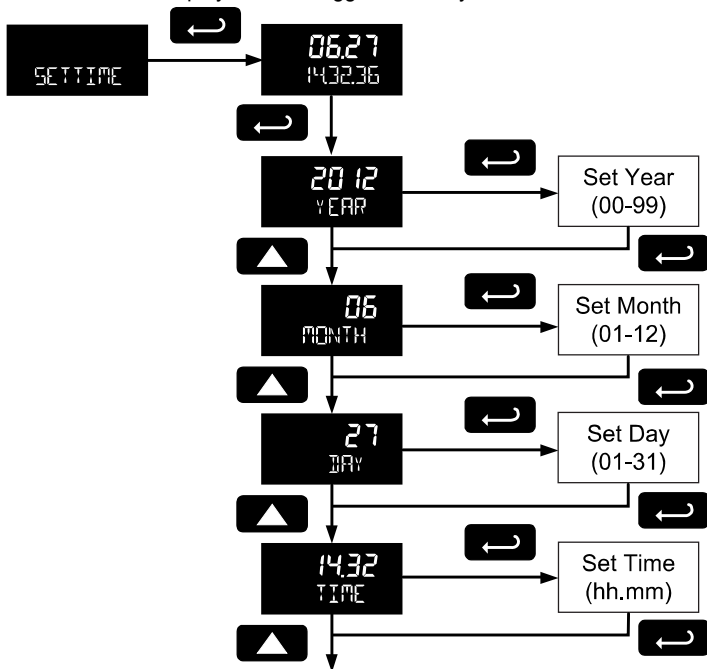 SETTIME
06.27
14.32.36
2012
YEAR
Set Year
(00-99)
06
MONTH
Set Month
(01-12)
27
DAY
Set Day
(01-31)
14.32
TIME
Set Time
(hh.mm)